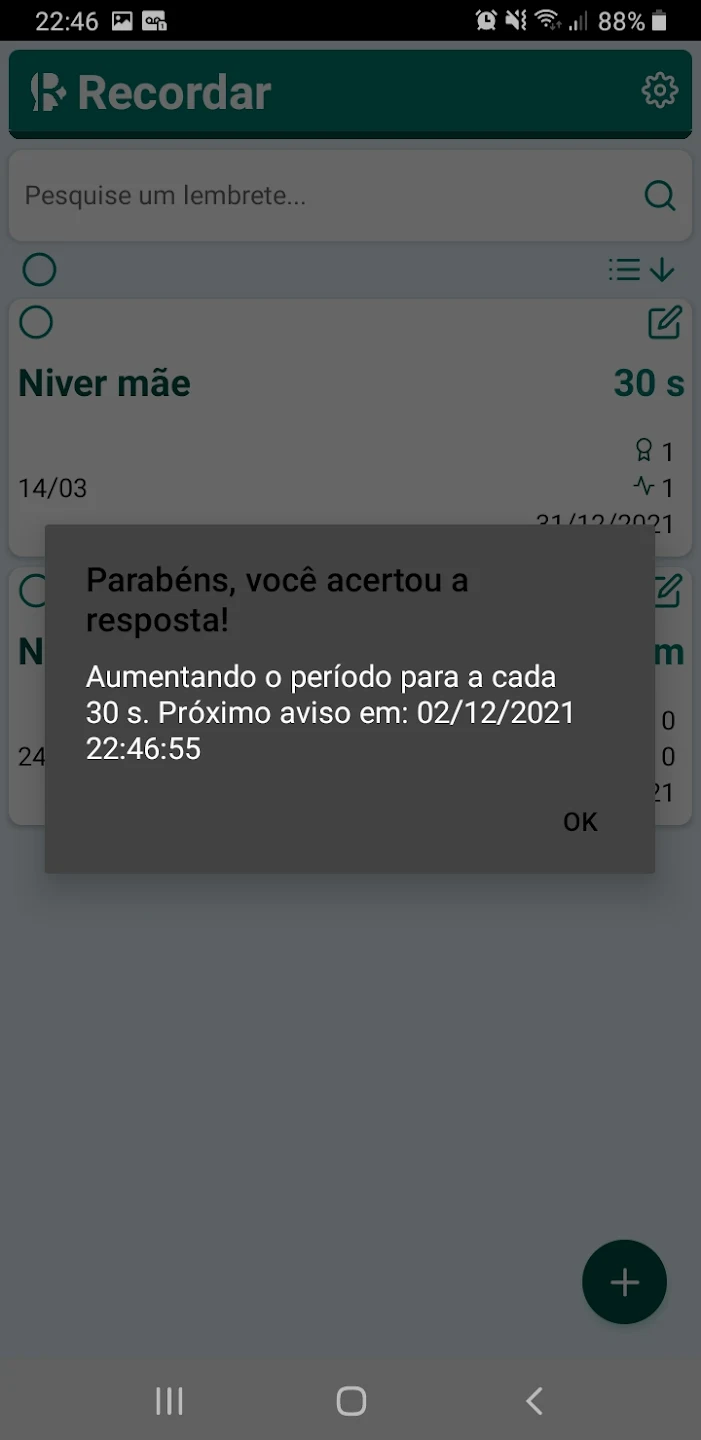 22:46 88%
Recordar
Pesquise um lembrete...
Niver mãe 30 s
1
14/03 1
31/12/2021
Parabéns, você acertou a
resposta!
N m
Aumentando o período para a cada
30 s. Próximo aviso em: 02/12/2021
22:46:55
0
24 0
21
OK